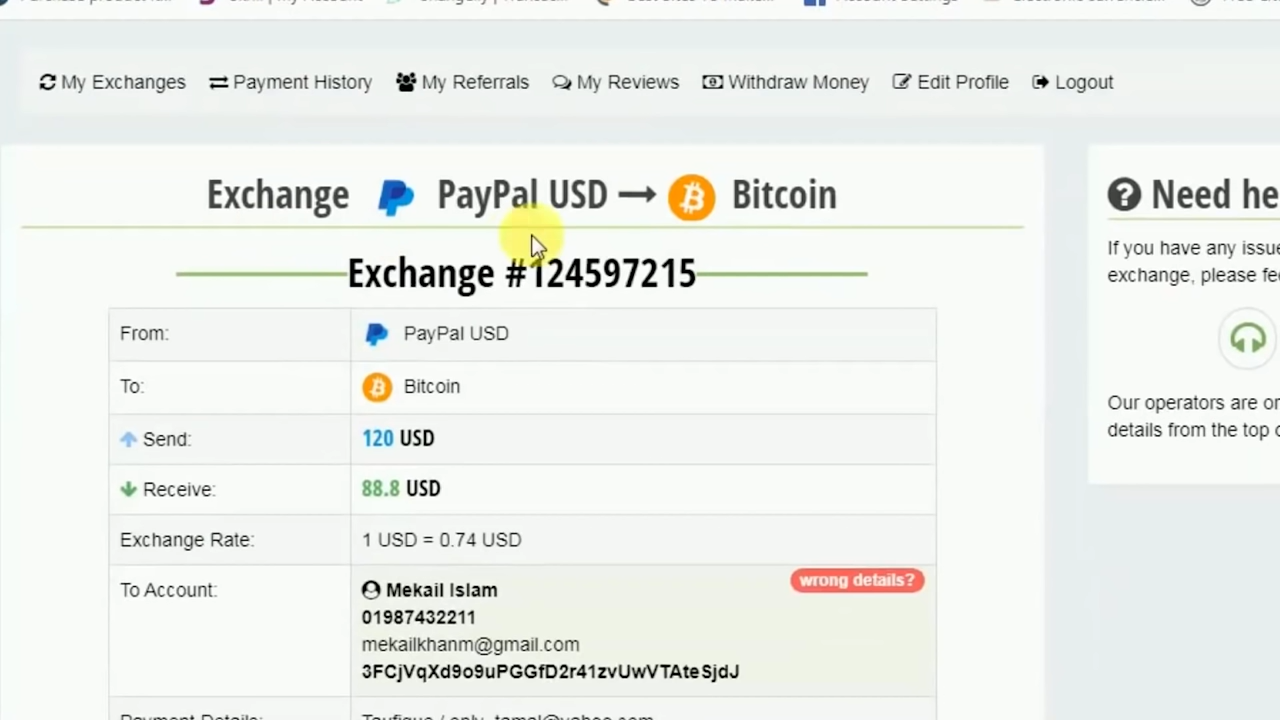 My Exchanges Payment History My Referrals My Reviews Withdraw Money Edit Profile Logout
Exchange PayPal USD → Bitcoin
Exchange #124597215
From: PayPal USD
To: Bitcoin
Send: 120 USD
Receive: 88.8 USD
Exchange Rate: 1 USD = 0.74 USD
To Account: Mekail Islam wrong details?
01987432211
mekailkhanm@gmail.com
3FCjVqXd9o9uPGGfD2r41zvUwVTAteSjdJ
Need he
If you have any issu
exchange, please fe
Our operators are o
details from the top